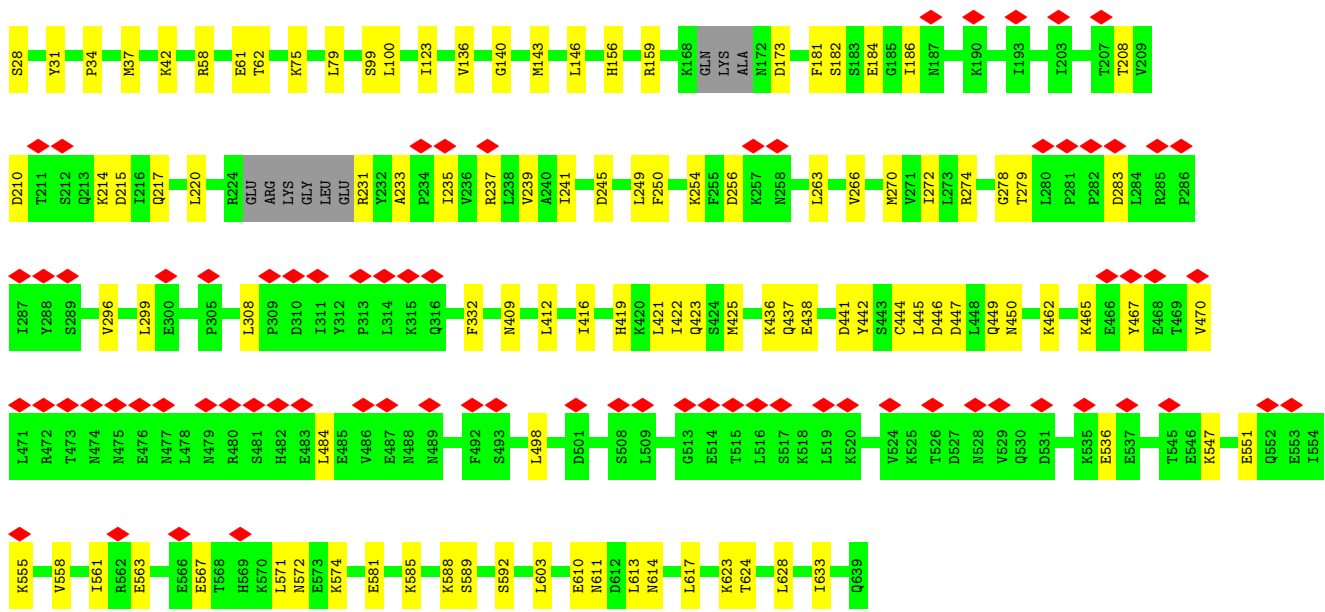 S28 Y31 P34 M37 K42 R58 E61 T62 K75 L79 S99 L100 I123 V136 G140 M143 L146 H156 R159 K168 GLN LYS ALA N172 D173 F181 S182 S183 E184 G185 I186 N187 K190 I193 I203 T207 T208 V209
D210 T211 S212 Q213 K214 D215 I216 Q217 L220 R224 GLU ARG LYS GLY LEU GLU R231 Y232 A233 P234 I235 V236 R237 L238 V239 A240 I241 D245 L249 F250 K254 F255 D256 K257 N258 L263 V266 M270 V271 I272 L273 R274 G278 T279 L280 P281 P282 D283 L284 R285 P286
I287 Y288 S289 V296 L299 E300 P305 L308 P309 D310 I311 Y312 P313 L314 K315 Q316 F332 N409 L412 I416 H419 K420 L421 I422 Q423 S424 M425 K436 Q437 E438 D441 Y442 S443 C444 L445 D446 D447 L448 Q449 N450 K462 K465 E466 Y467 E468 T469 V470
L471 R472 T473 N474 N475 E476 N477 L478 N479 R480 S481 H482 E483 L484 E485 V486 E487 N488 N489 F492 S493 L498 D501 S508 L509 G513 E514 T515 L516 S517 K518 L519 K520 V524 K525 T526 D527 N528 V529 Q530 D531 K535 E536 E537 T545 E546 K547 E551 Q552 E553 I554
K555 V558 I561 R562 E563 E566 E567 T568 H569 K570 L571 N572 E573 K574 E581 K585 K588 S589 S592 L603 E610 N611 D612 L613 N614 L617 K623 T624 L628 I633 Q639